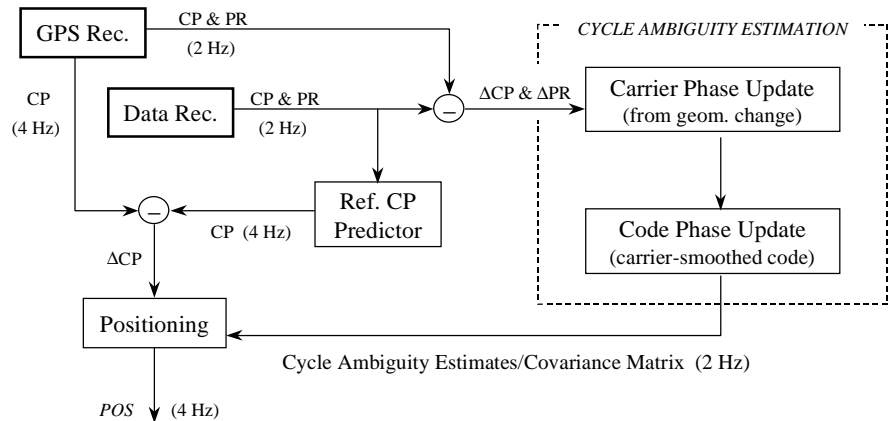 GPS Rec.
CP & PR
(2 Hz)
CYCLE AMBIGUITY ESTIMATION
CP
(4 Hz)
Data Rec.
CP & PR
(2 Hz)
−
ΔCP & ΔPR
Carrier Phase Update
(from geom. change)
−
CP (4 Hz)
Ref. CP
Predictor
Code Phase Update
(carrier-smoothed code)
ΔCP
Positioning
Cycle Ambiguity Estimates/Covariance Matrix (2 Hz)
POS (4 Hz)